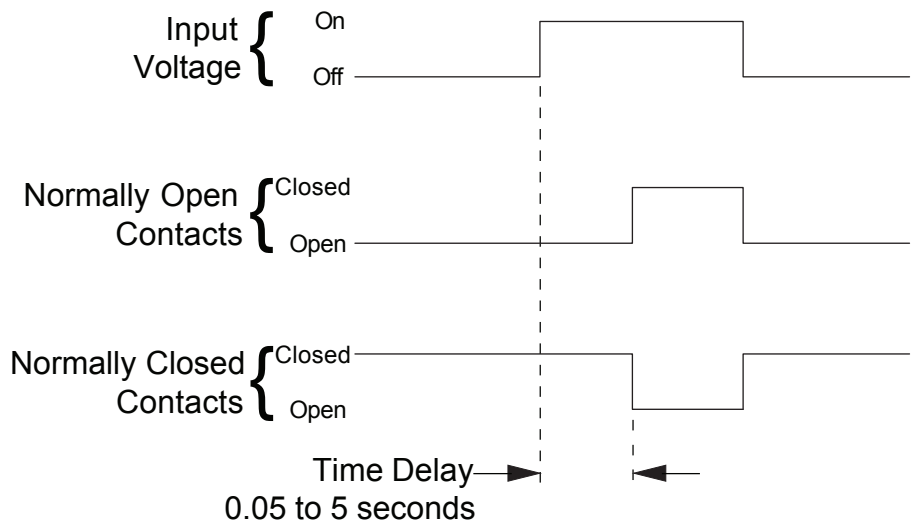 Input
Voltage
On
Off
Normally Open
Contacts
Closed
Open
Normally Closed
Contacts
Closed
Open
Time Delay
0.05 to 5 seconds